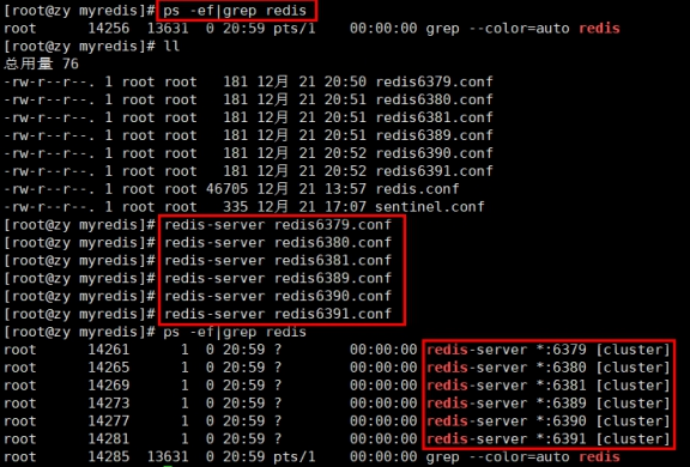 [root@zy myredis]# ps -ef|grep redis
root 14256 13631 0 20:59 pts/1 00:00:00 grep --color=auto redis
[root@zy myredis]# ll
总用量 76
-rw-r--r--. 1 root root 181 12月 21 20:50 redis6379.conf
-rw-r--r--. 1 root root 181 12月 21 20:51 redis6380.conf
-rw-r--r--. 1 root root 181 12月 21 20:51 redis6381.conf
-rw-r--r--. 1 root root 181 12月 21 20:52 redis6389.conf
-rw-r--r--. 1 root root 181 12月 21 20:52 redis6390.conf
-rw-r--r--. 1 root root 181 12月 21 20:52 redis6391.conf
-rw-r--r--. 1 root root 46705 12月 21 13:57 redis.conf
-rw-r--r--. 1 root root 335 12月 21 17:07 sentinel.conf
[root@zy myredis]# redis-server redis6379.conf
[root@zy myredis]# redis-server redis6380.conf
[root@zy myredis]# redis-server redis6381.conf
[root@zy myredis]# redis-server redis6389.conf
[root@zy myredis]# redis-server redis6390.conf
[root@zy myredis]# redis-server redis6391.conf
[root@zy myredis]# ps -ef|grep redis
root 14261 1 0 20:59 ? 00:00:00 redis-server *:6379 [cluster]
root 14265 1 0 20:59 ? 00:00:00 redis-server *:6380 [cluster]
root 14269 1 0 20:59 ? 00:00:00 redis-server *:6381 [cluster]
root 14273 1 0 20:59 ? 00:00:00 redis-server *:6389 [cluster]
root 14277 1 0 20:59 ? 00:00:00 redis-server *:6390 [cluster]
root 14281 1 0 20:59 ? 00:00:00 redis-server *:6391 [cluster]
root 14285 13631 0 20:59 pts/1 00:00:00 grep --color=auto redis